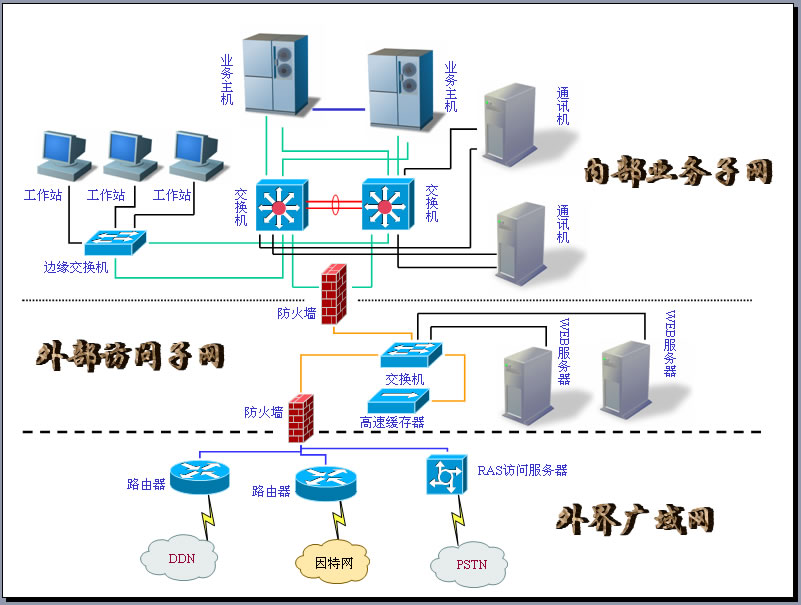 业务主机
业务主机
通讯机
内部业务子网
工作站
工作站
工作站
交换机
交换机
通讯机
边缘交换机
防火墙
WEB服务器
WEB服务器
外部访问子网
交换机
防火墙
高速缓存器
路由器
路由器
RAS访问服务器
外界广域网
DDN
因特网
PSTN